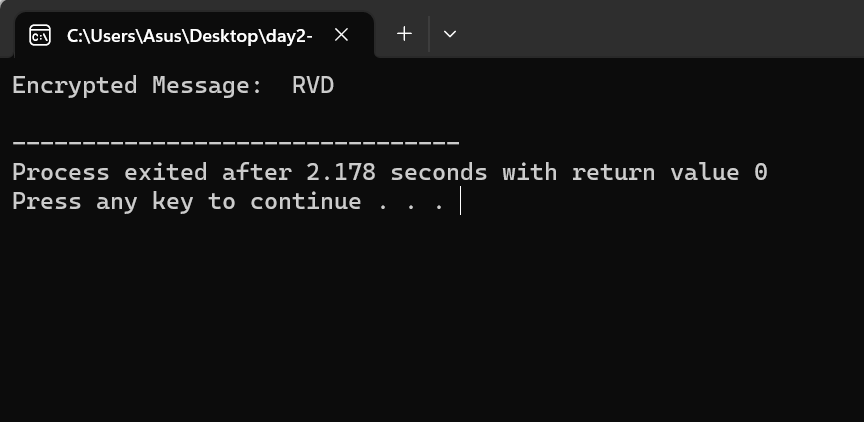 C:\Users\Asus\Desktop\day2-
Encrypted Message:  RVD
--------------------------------
Process exited after 2.178 seconds with return value 0
Press any key to continue . . .